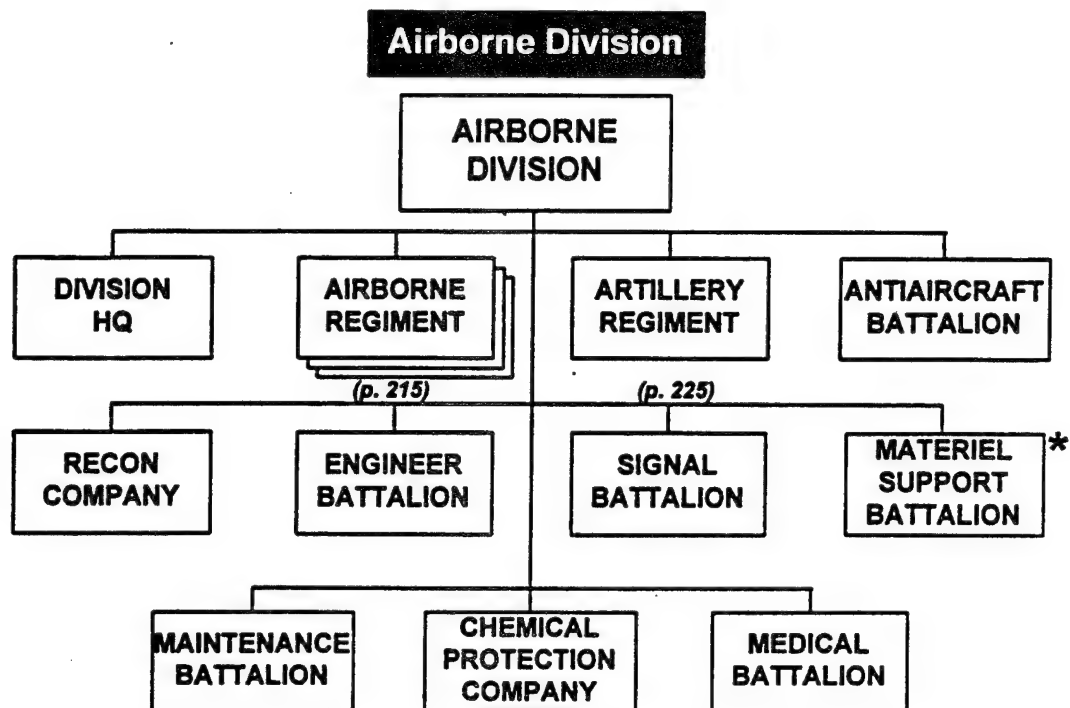 Airborne Division
AIRBORNE
DIVISION
DIVISION
HQ
AIRBORNE
REGIMENT
ARTILLERY
REGIMENT
ANTIAIRCRAFT
BATTALION
(p. 215)
(p. 225)
RECON
COMPANY
ENGINEER
BATTALION
SIGNAL
BATTALION
MATERIEL
SUPPORT
BATTALION
*
MAINTENANCE
BATTALION
CHEMICAL
PROTECTION
COMPANY
MEDICAL
BATTALION